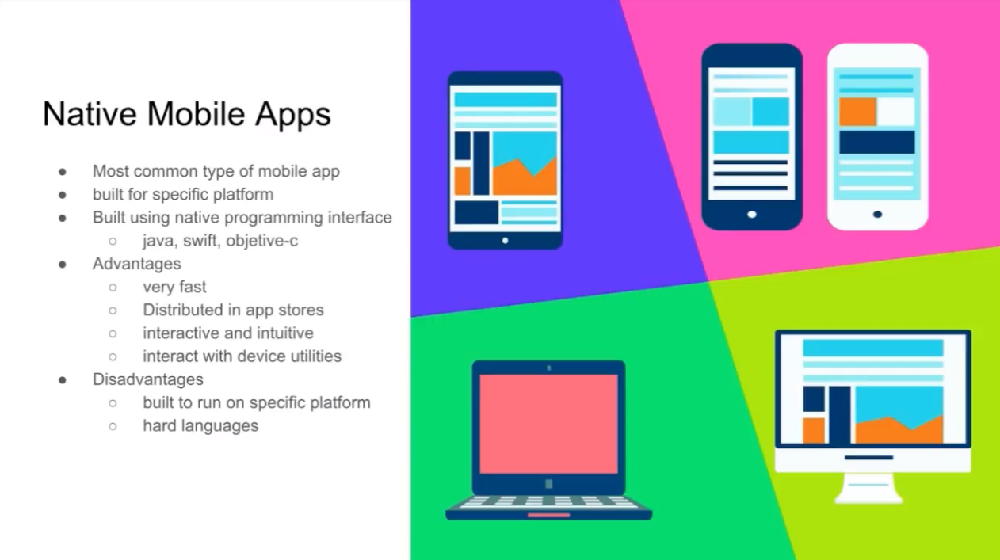 Native Mobile Apps
● Most common type of mobile app
● built for specific platform
● Built using native programming interface
○ java, swift, objetive-c
● Advantages
○ very fast
○ Distributed in app stores
○ interactive and intuitive
○ interact with device utilities
● Disadvantages
○ built to run on specific platform
○ hard languages